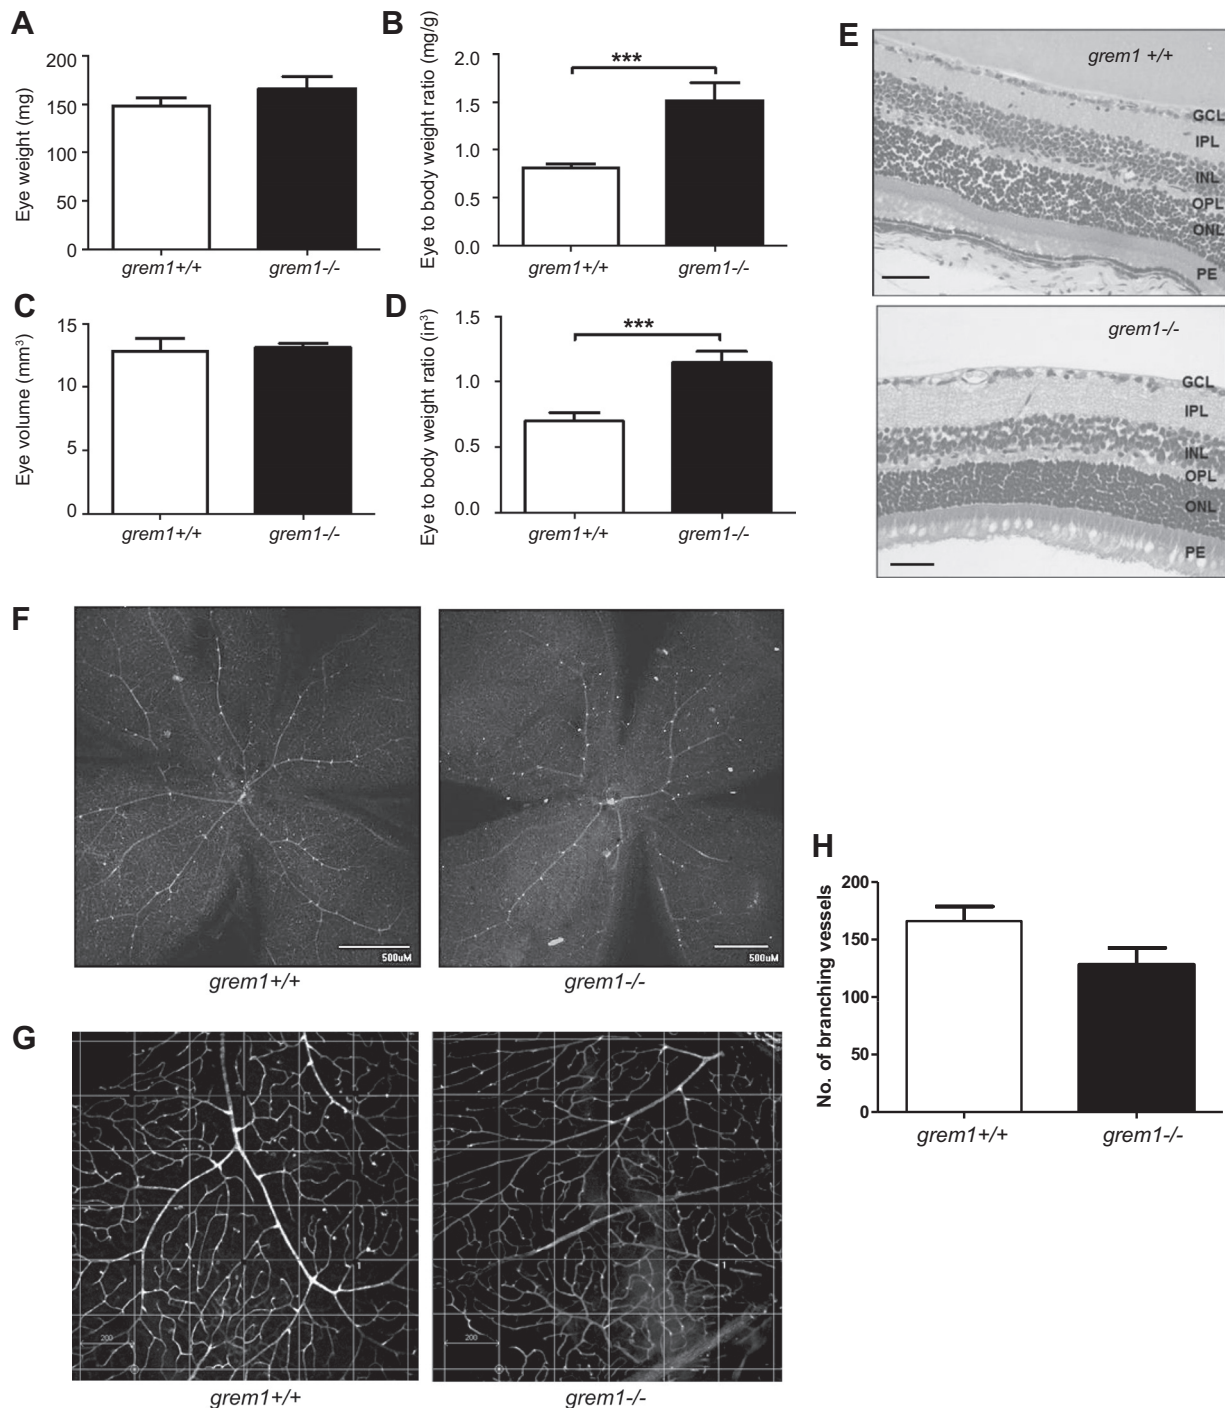 A
Eye weight (mg)
200
150
100
50
0
grem1+/+
grem1-/-
B
Eye to body weight ratio (mg/g)
2.0
1.5
1.0
0.5
0.0
***
grem1+/+
grem1-/-
C
Eye volume (mm³)
15
10
5
0
grem1+/+
grem1-/-
D
Eye to body weight ratio (in³)
1.5
1.0
0.5
0.0
***
grem1+/+
grem1-/-
E
grem1 +/+
GCL
IPL
INL
OPL
ONL
PE
grem1-/-
GCL
IPL
INL
OPL
ONL
PE
F
500uM
500uM
grem1+/+
grem1-/-
G
200
1
200
1
grem1+/+
grem1-/-
H
No. of branching vessels
200
150
100
50
0
grem1+/+
grem1-/-